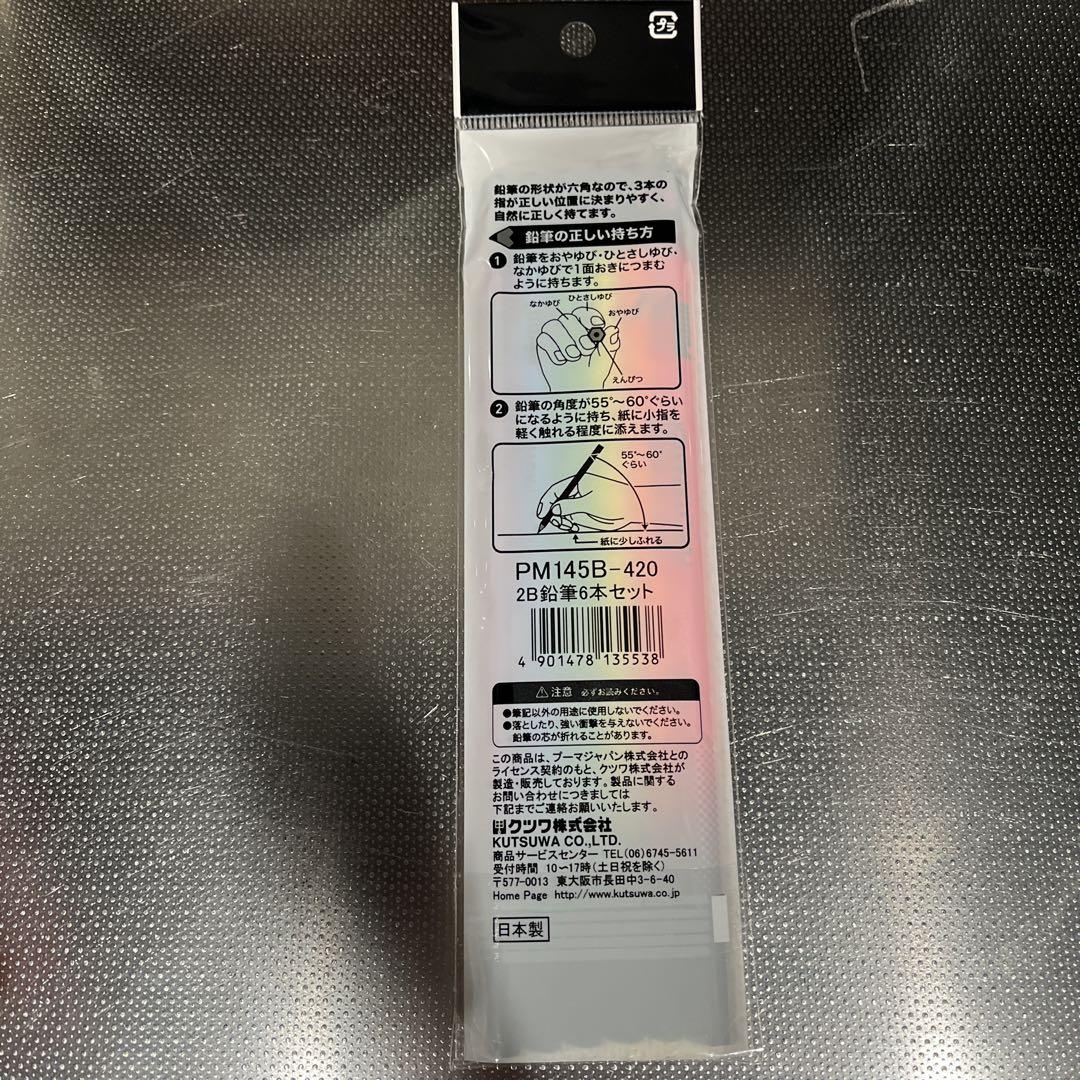 プラ
鉛筆の形状が六角なので、3本の
指が正しい位置に決まりやすく、
自然に正しく持てます。
鉛筆の正しい持ち方
1 鉛筆をおやゆび・ひとさしゆび・
なかゆびで1面おきにつまむ
ように持ちます。
なかゆび
ひとさしゆび
おやゆび
えんぴつ
2 鉛筆の角度が55°〜60°ぐらい
になるように持ち、紙に小指を
軽く触れる程度に添えます。
55°〜60°
ぐらい
紙に少しふれる
PM145B-420
2B鉛筆6本セット
4 901478 135538
注意 必ずお読みください。
●筆記以外の用途に使用しないでください。
●落としたり、強い衝撃を与えないでください。
鉛筆の芯が折れることがあります。
この商品は、プーマジャパン株式会社との
ライセンス契約のもと、クツワ株式会社が
製造・販売しております。製品に関する
お問い合わせにつきましては
下記までご連絡お願いいたします。
クツワ株式会社
KUTSUWA CO.,LTD.
商品サービスセンター TEL(06)6745-5611
受付時間 10〜17時(土日祝を除く)
〒577-0013 東大阪市長田中3-6-40
Home Page http://www.kutsuwa.co.jp
日本製